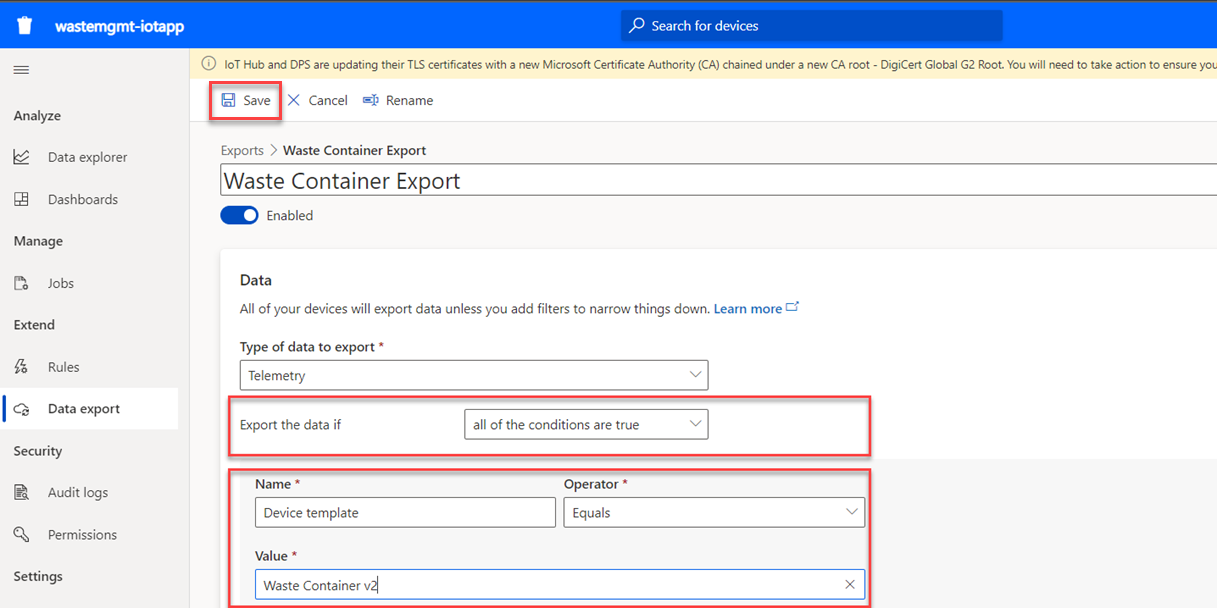 wastemgmt-iotapp
Search for devices
IoT Hub and DPS are updating their TLS certificates with a new Microsoft Certificate Authority (CA) chained under a new CA root - DigiCert Global G2 Root. You will need to take action to ensure you
Save Cancel Rename
Analyze
Data explorer
Dashboards
Manage
Jobs
Extend
Rules
Data export
Security
Audit logs
Permissions
Settings
Exports > Waste Container Export
Waste Container Export
Enabled
Data
All of your devices will export data unless you add filters to narrow things down. Learn more
Type of data to export *
Telemetry
Export the data if all of the conditions are true
Name * Operator *
Device template Equals
Value *
Waste Container v2